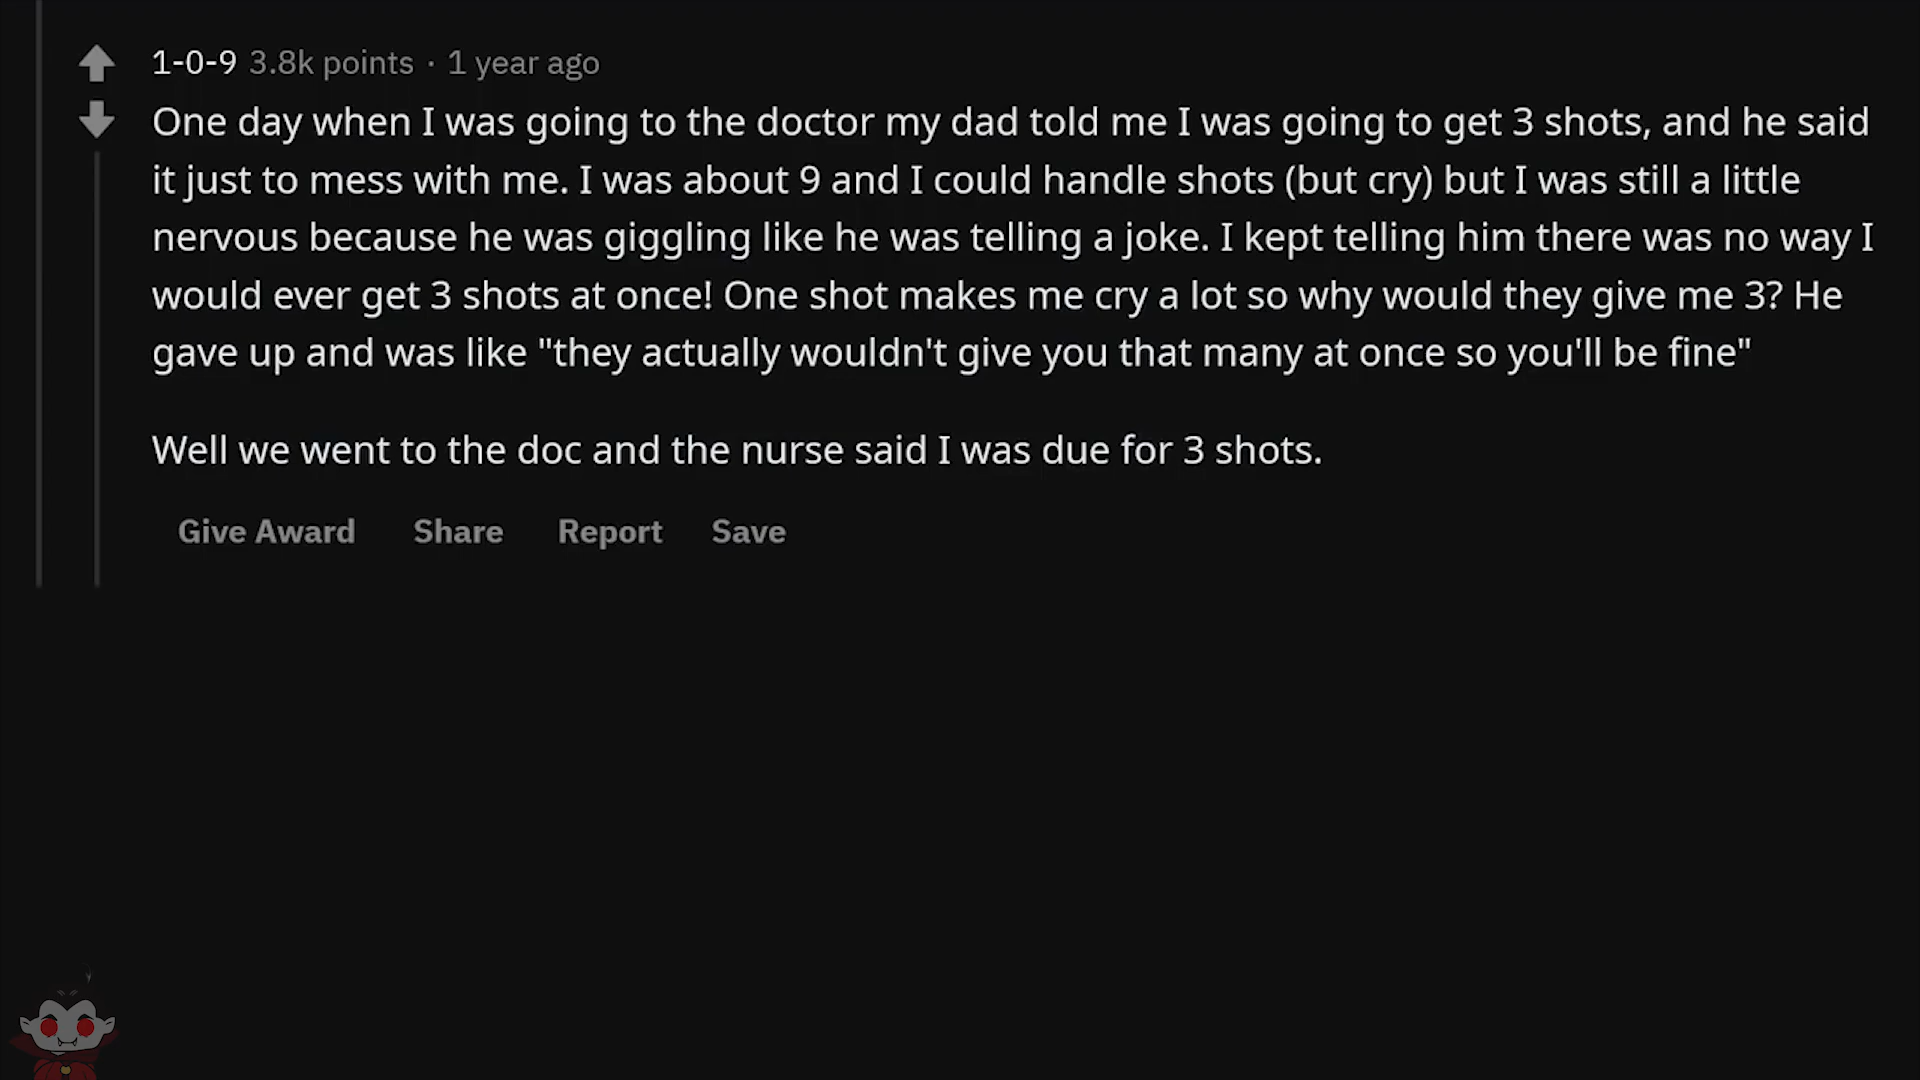 1-0-9 3.8k points · 1 year ago
One day when I was going to the doctor my dad told me I was going to get 3 shots, and he said
it just to mess with me. I was about 9 and I could handle shots (but cry) but I was still a little
nervous because he was giggling like he was telling a joke. I kept telling him there was no way I
would ever get 3 shots at once! One shot makes me cry a lot so why would they give me 3? He
gave up and was like "they actually wouldn't give you that many at once so you'll be fine"
Well we went to the doc and the nurse said I was due for 3 shots.
Give Award Share Report Save